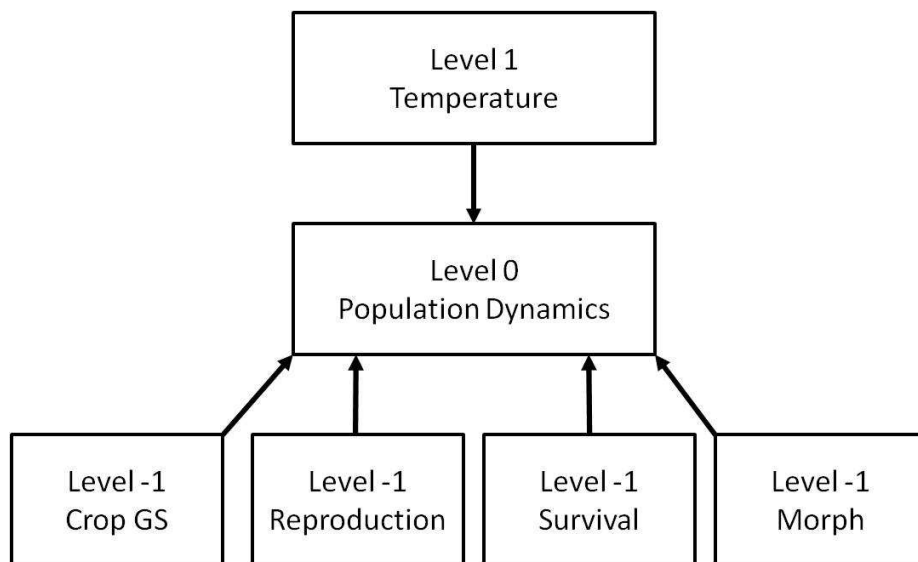 Level 1
Temperature
Level 0
Population Dynamics
Level -1
Crop GS
Level -1
Reproduction
Level -1
Survival
Level -1
Morph